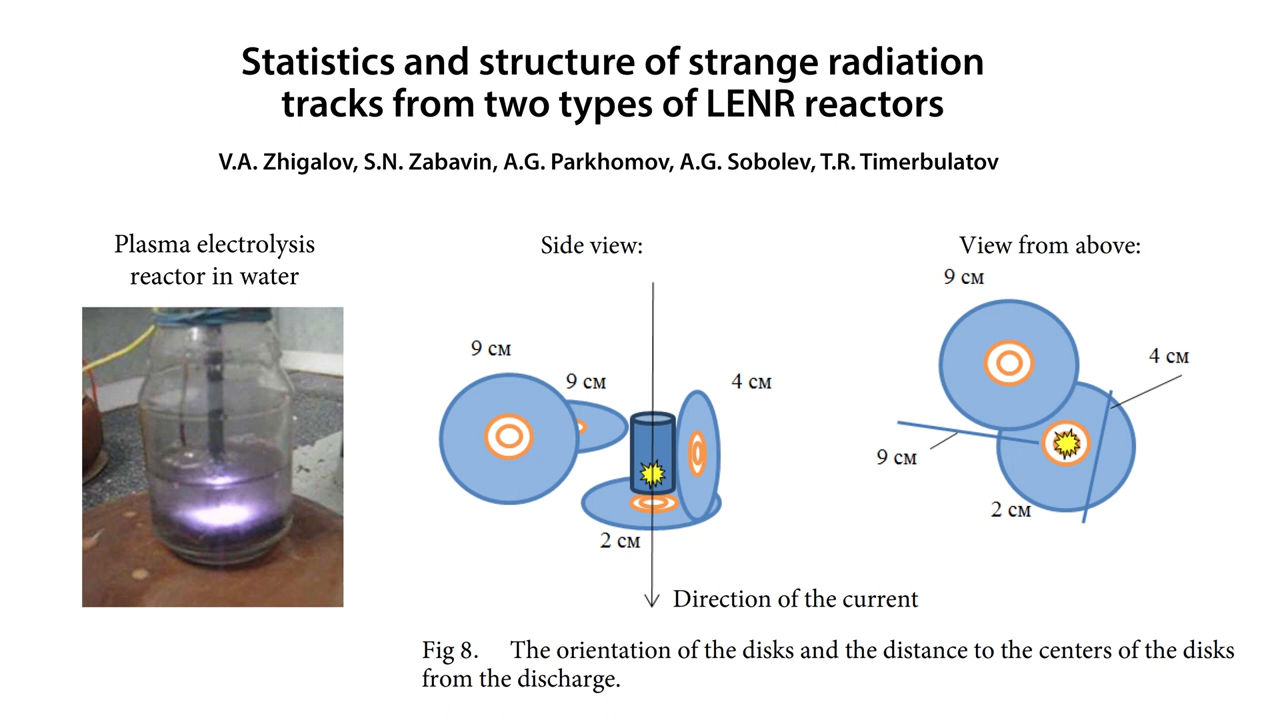 Statistics and structure of strange radiation
tracks from two types of LENR reactors
V.A. Zhigalov, S.N. Zabavin, A.G. Parkhomov, A.G. Sobolev, T.R. Timerbulatov
Plasma electrolysis
reactor in water
Side view:
9 см
9 см
4 см
2 см
Direction of the current
View from above:
9 см
4 см
9 см
2 см
Fig 8. The orientation of the disks and the distance to the centers of the disks
from the discharge.